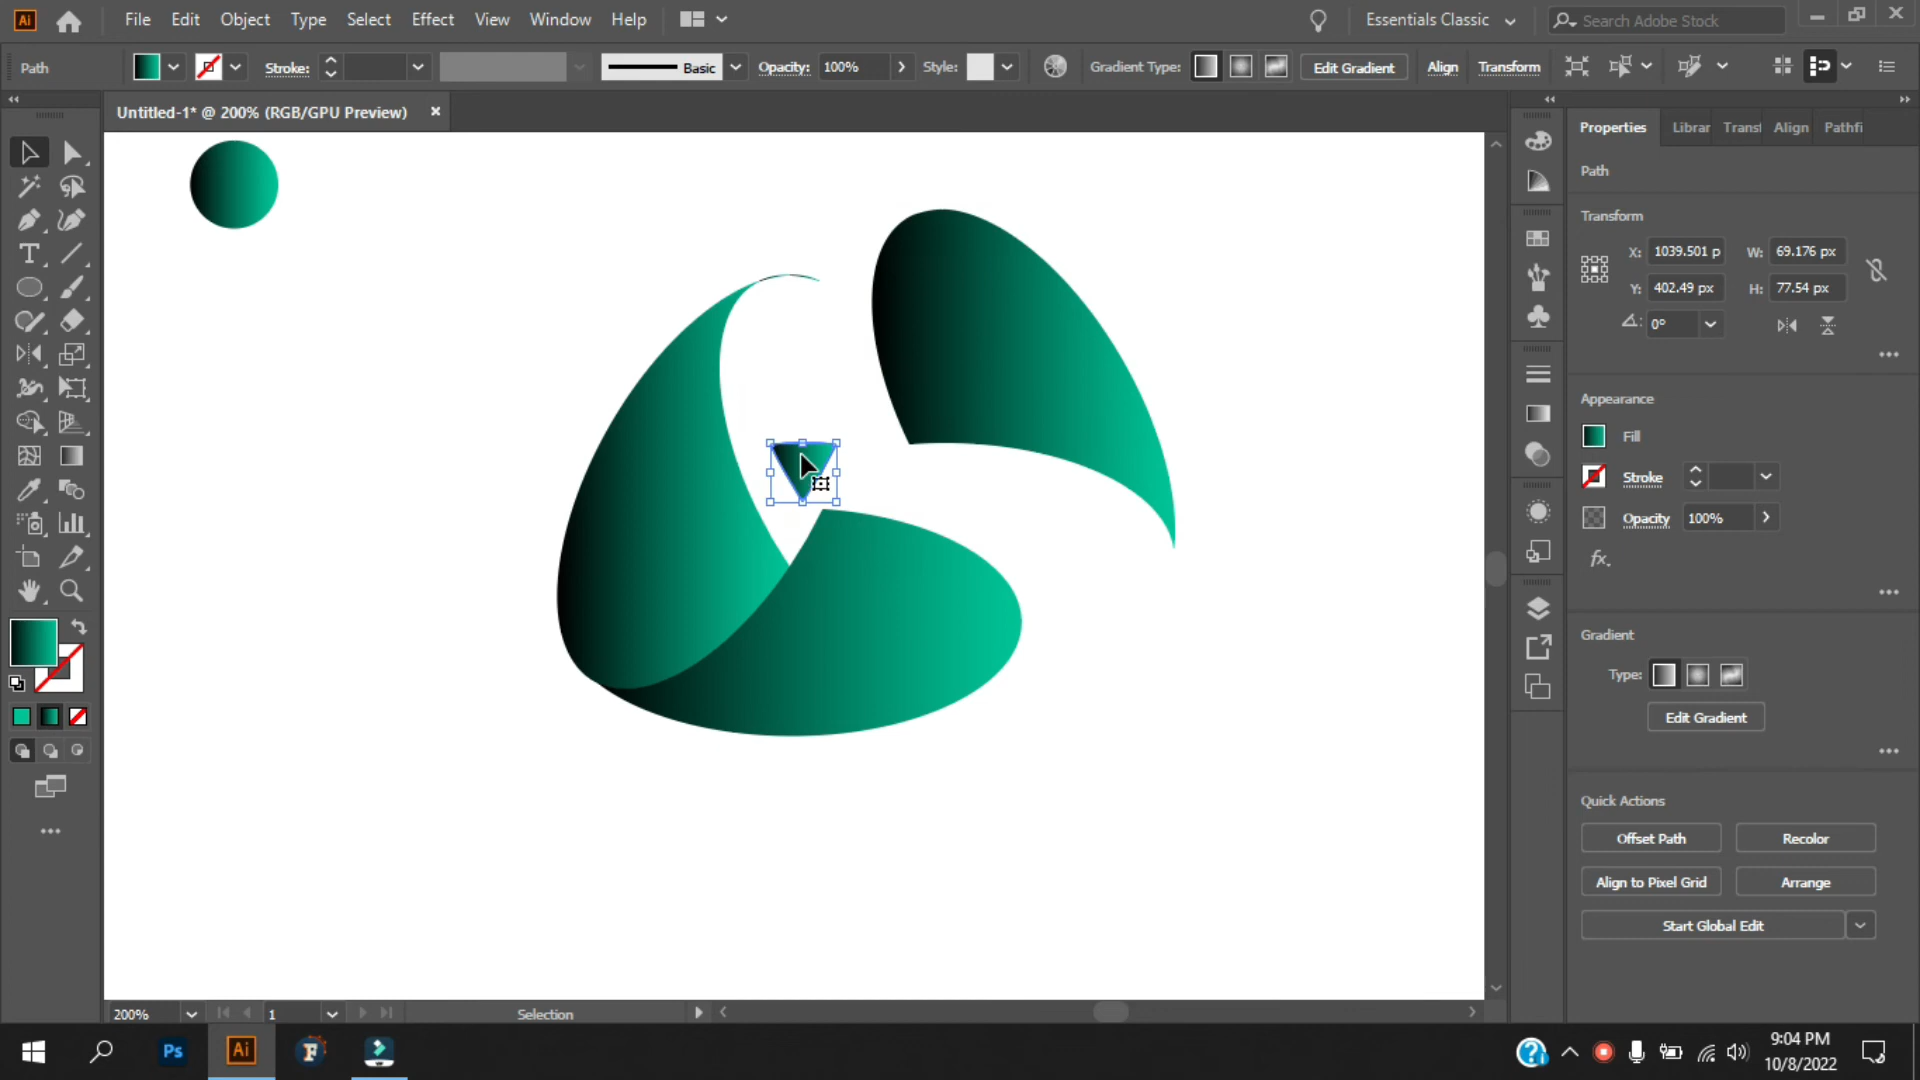 Ai File Edit Object Type Select Effect View Window Help Essentials Classic Search Adobe Stock
Path Stroke: Basic Opacity: 100% Style: Gradient Type: Edit Gradient Align Transform
Untitled-1* @ 200% (RGB/GPU Preview)
Properties Librar Transf Align Pathfi
Path
Transform
X: 1039.501 p W: 69.176 px
Y: 402.49 px H: 77.54 px
0°
Appearance
Fill
Stroke
Opacity 100%
fx.
Gradient
Type:
Edit Gradient
Quick Actions
Offset Path Recolor
Align to Pixel Grid Arrange
Start Global Edit
200% 1 Selection
Ps Ai F 9:04 PM
10/8/2022